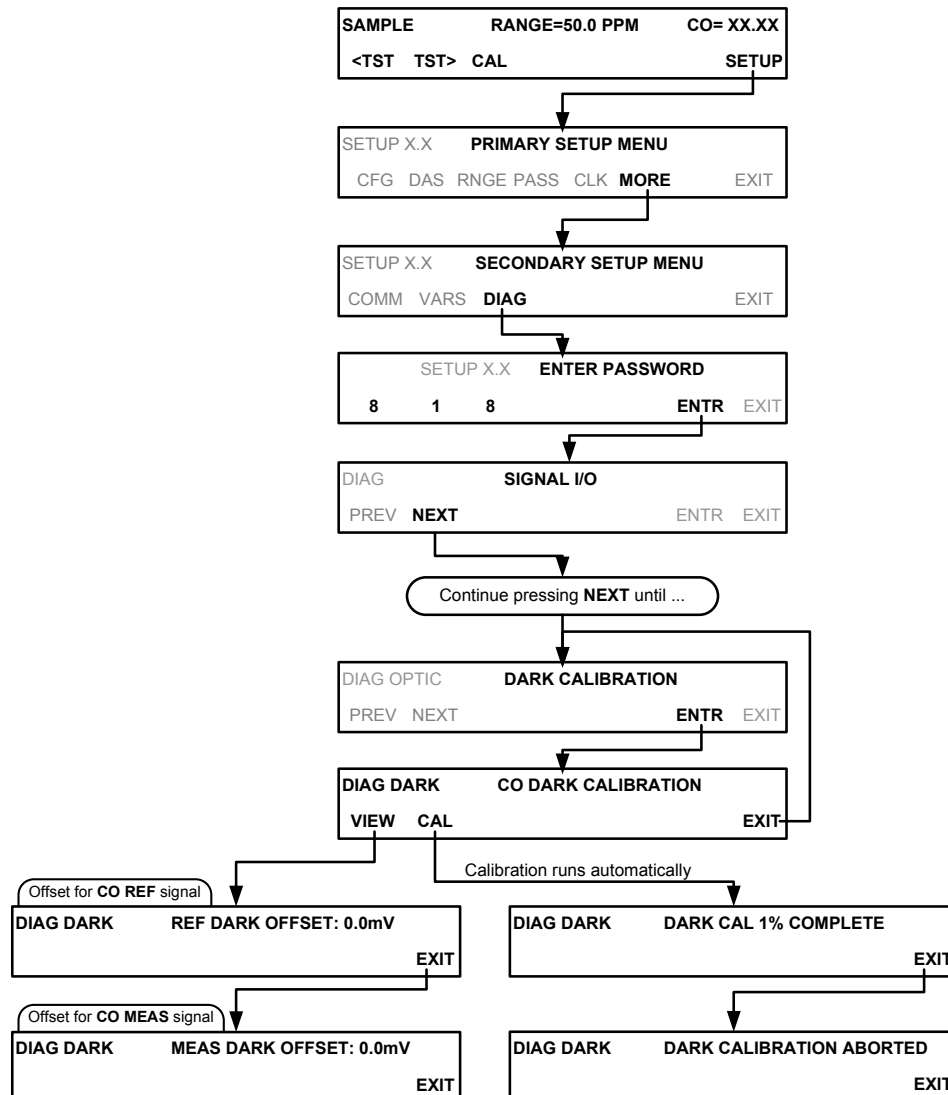 SAMPLE RANGE=50.0 PPM CO= XX.XX
<TST TST> CAL SETUP
SETUP X.X PRIMARY SETUP MENU
CFG DAS RNGE PASS CLK MORE EXIT
SETUP X.X SECONDARY SETUP MENU
COMM VARS DIAG EXIT
SETUP X.X ENTER PASSWORD
8 1 8 ENTR EXIT
DIAG SIGNAL I/O
PREV NEXT ENTR EXIT
Continue pressing NEXT until ...
DIAG OPTIC DARK CALIBRATION
PREV NEXT ENTR EXIT
DIAG DARK CO DARK CALIBRATION
VIEW CAL EXIT
Calibration runs automatically
Offset for CO REF signal
DIAG DARK REF DARK OFFSET: 0.0mV
EXIT
DIAG DARK DARK CAL 1% COMPLETE
EXIT
Offset for CO MEAS signal
DIAG DARK MEAS DARK OFFSET: 0.0mV
EXIT
DIAG DARK DARK CALIBRATION ABORTED
EXIT